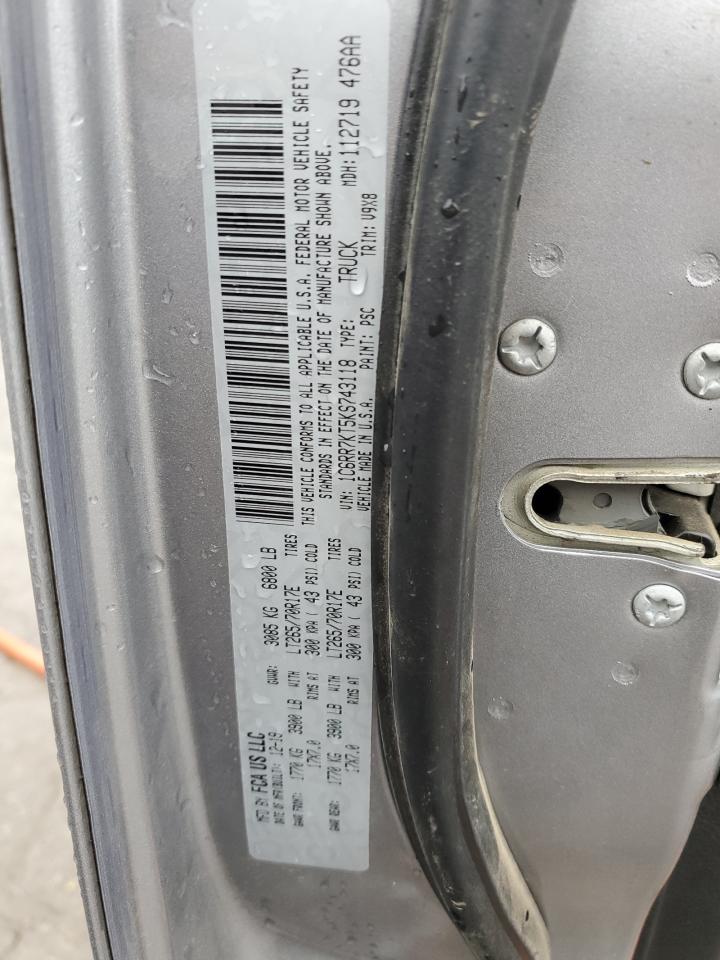 MFD BY: FCA US LLC
DATE OF MFR(BUILT): 12-19 GVWR: 3085 KG 6800 LB
GAWR FRONT: 1770 KG 3900 LB WITH LT265/70R17E TIRES
17X7.0 RIMS AT 300 KPA ( 43 PSI) COLD
GAWR REAR: 1770 KG 3900 LB WITH LT265/70R17E TIRES
17X7.0 RIMS AT 300 KPA ( 43 PSI) COLD
THIS VEHICLE CONFORMS TO ALL APPLICABLE U.S.A. FEDERAL MOTOR VEHICLE SAFETY
STANDARDS IN EFFECT ON THE DATE OF MANUFACTURE SHOWN ABOVE.
VIN: 1C6RR7KT5KS743118 TYPE: TRUCK MDH: 112719 476AA
VEHICLE MADE IN U.S.A. PAINT: PSC TRIM: V9X8